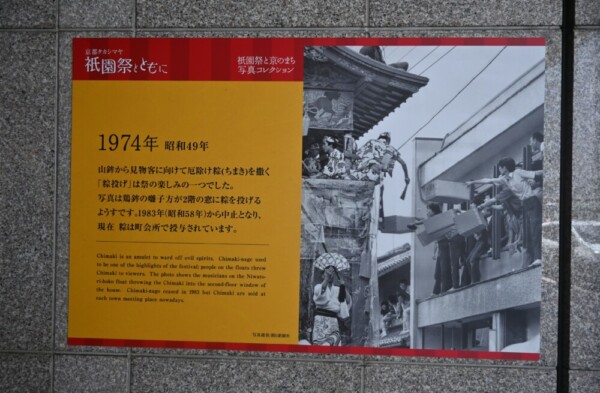 京都タカシマヤ
祇園祭とともに
祇園祭と京のまち
写真コレクション
1974年 昭和49年
山鉾から見物客に向けて厄除け粽(ちまき)を撒く
「粽投げ」は祭の楽しみの一つでした。
写真は鶏鉾の囃子方が2階の窓に粽を投げる
ようすです。1983年(昭和58年)から中止となり、
現在 粽は町会所で授与されています。
Chimaki is an amulet to ward off evil spirits. Chimaki-nage used
to be one of the highlights of the festival; people on the floats threw
Chimaki to viewers. The photo shows the musicians on the Niwato-
ri-hoko float throwing the Chimaki into the second-floor window of
the house. Chimaki-nage ceased in 1983 but Chimaki are sold at
each town meeting place nowadays.